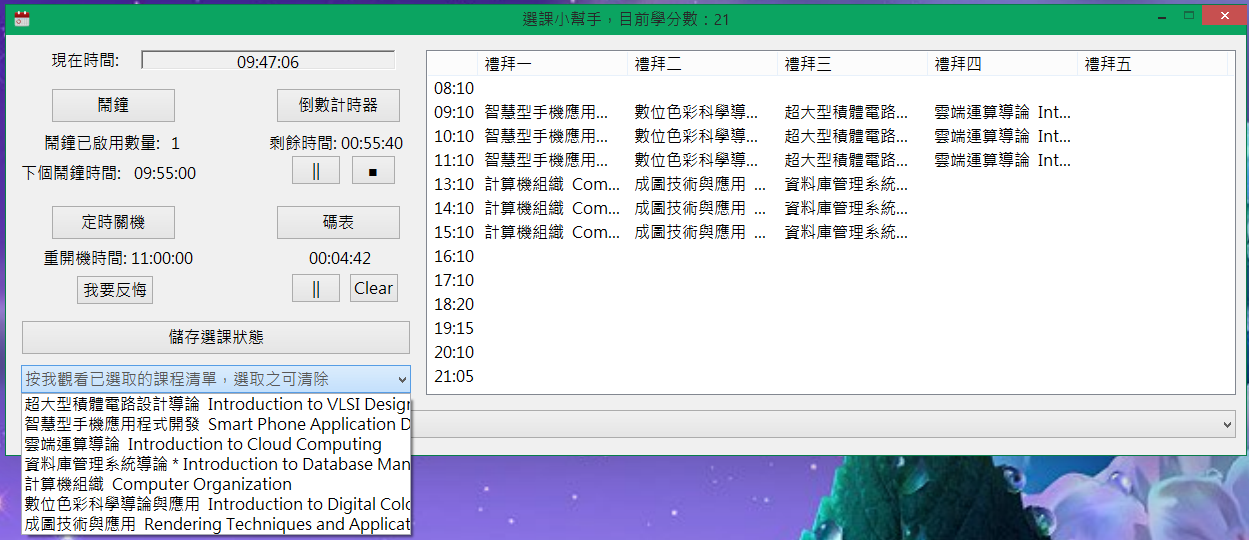 選課小幫手，目前學分數：21
現在時間: 09:47:06
鬧鐘 倒數計時器
鬧鐘已啟用數量: 1 剩餘時間: 00:55:40
下個鬧鐘時間: 09:55:00 || ■
定時關機 碼表
重開機時間: 11:00:00 00:04:42
我要反悔 || Clear
儲存選課狀態
按我觀看已選取的課程清單，選取之可清除
超大型積體電路設計導論 Introduction to VLSI Design
智慧型手機應用程式開發 Smart Phone Application D
雲端運算導論 Introduction to Cloud Computing
資料庫管理系統導論 * Introduction to Database Man
計算機組織 Computer Organization
數位色彩科學導論與應用 Introduction to Digital Colo
成圖技術與應用 Rendering Techniques and Applicat
禮拜一 禮拜二 禮拜三 禮拜四 禮拜五
08:10
09:10 智慧型手機應用... 數位色彩科學導... 超大型積體電路... 雲端運算導論 Int...
10:10 智慧型手機應用... 數位色彩科學導... 超大型積體電路... 雲端運算導論 Int...
11:10 智慧型手機應用... 數位色彩科學導... 超大型積體電路... 雲端運算導論 Int...
13:10 計算機組織 Com... 成圖技術與應用 ... 資料庫管理系統...
14:10 計算機組織 Com... 成圖技術與應用 ... 資料庫管理系統...
15:10 計算機組織 Com... 成圖技術與應用 ... 資料庫管理系統...
16:10
17:10
18:20
19:15
20:10
21:05